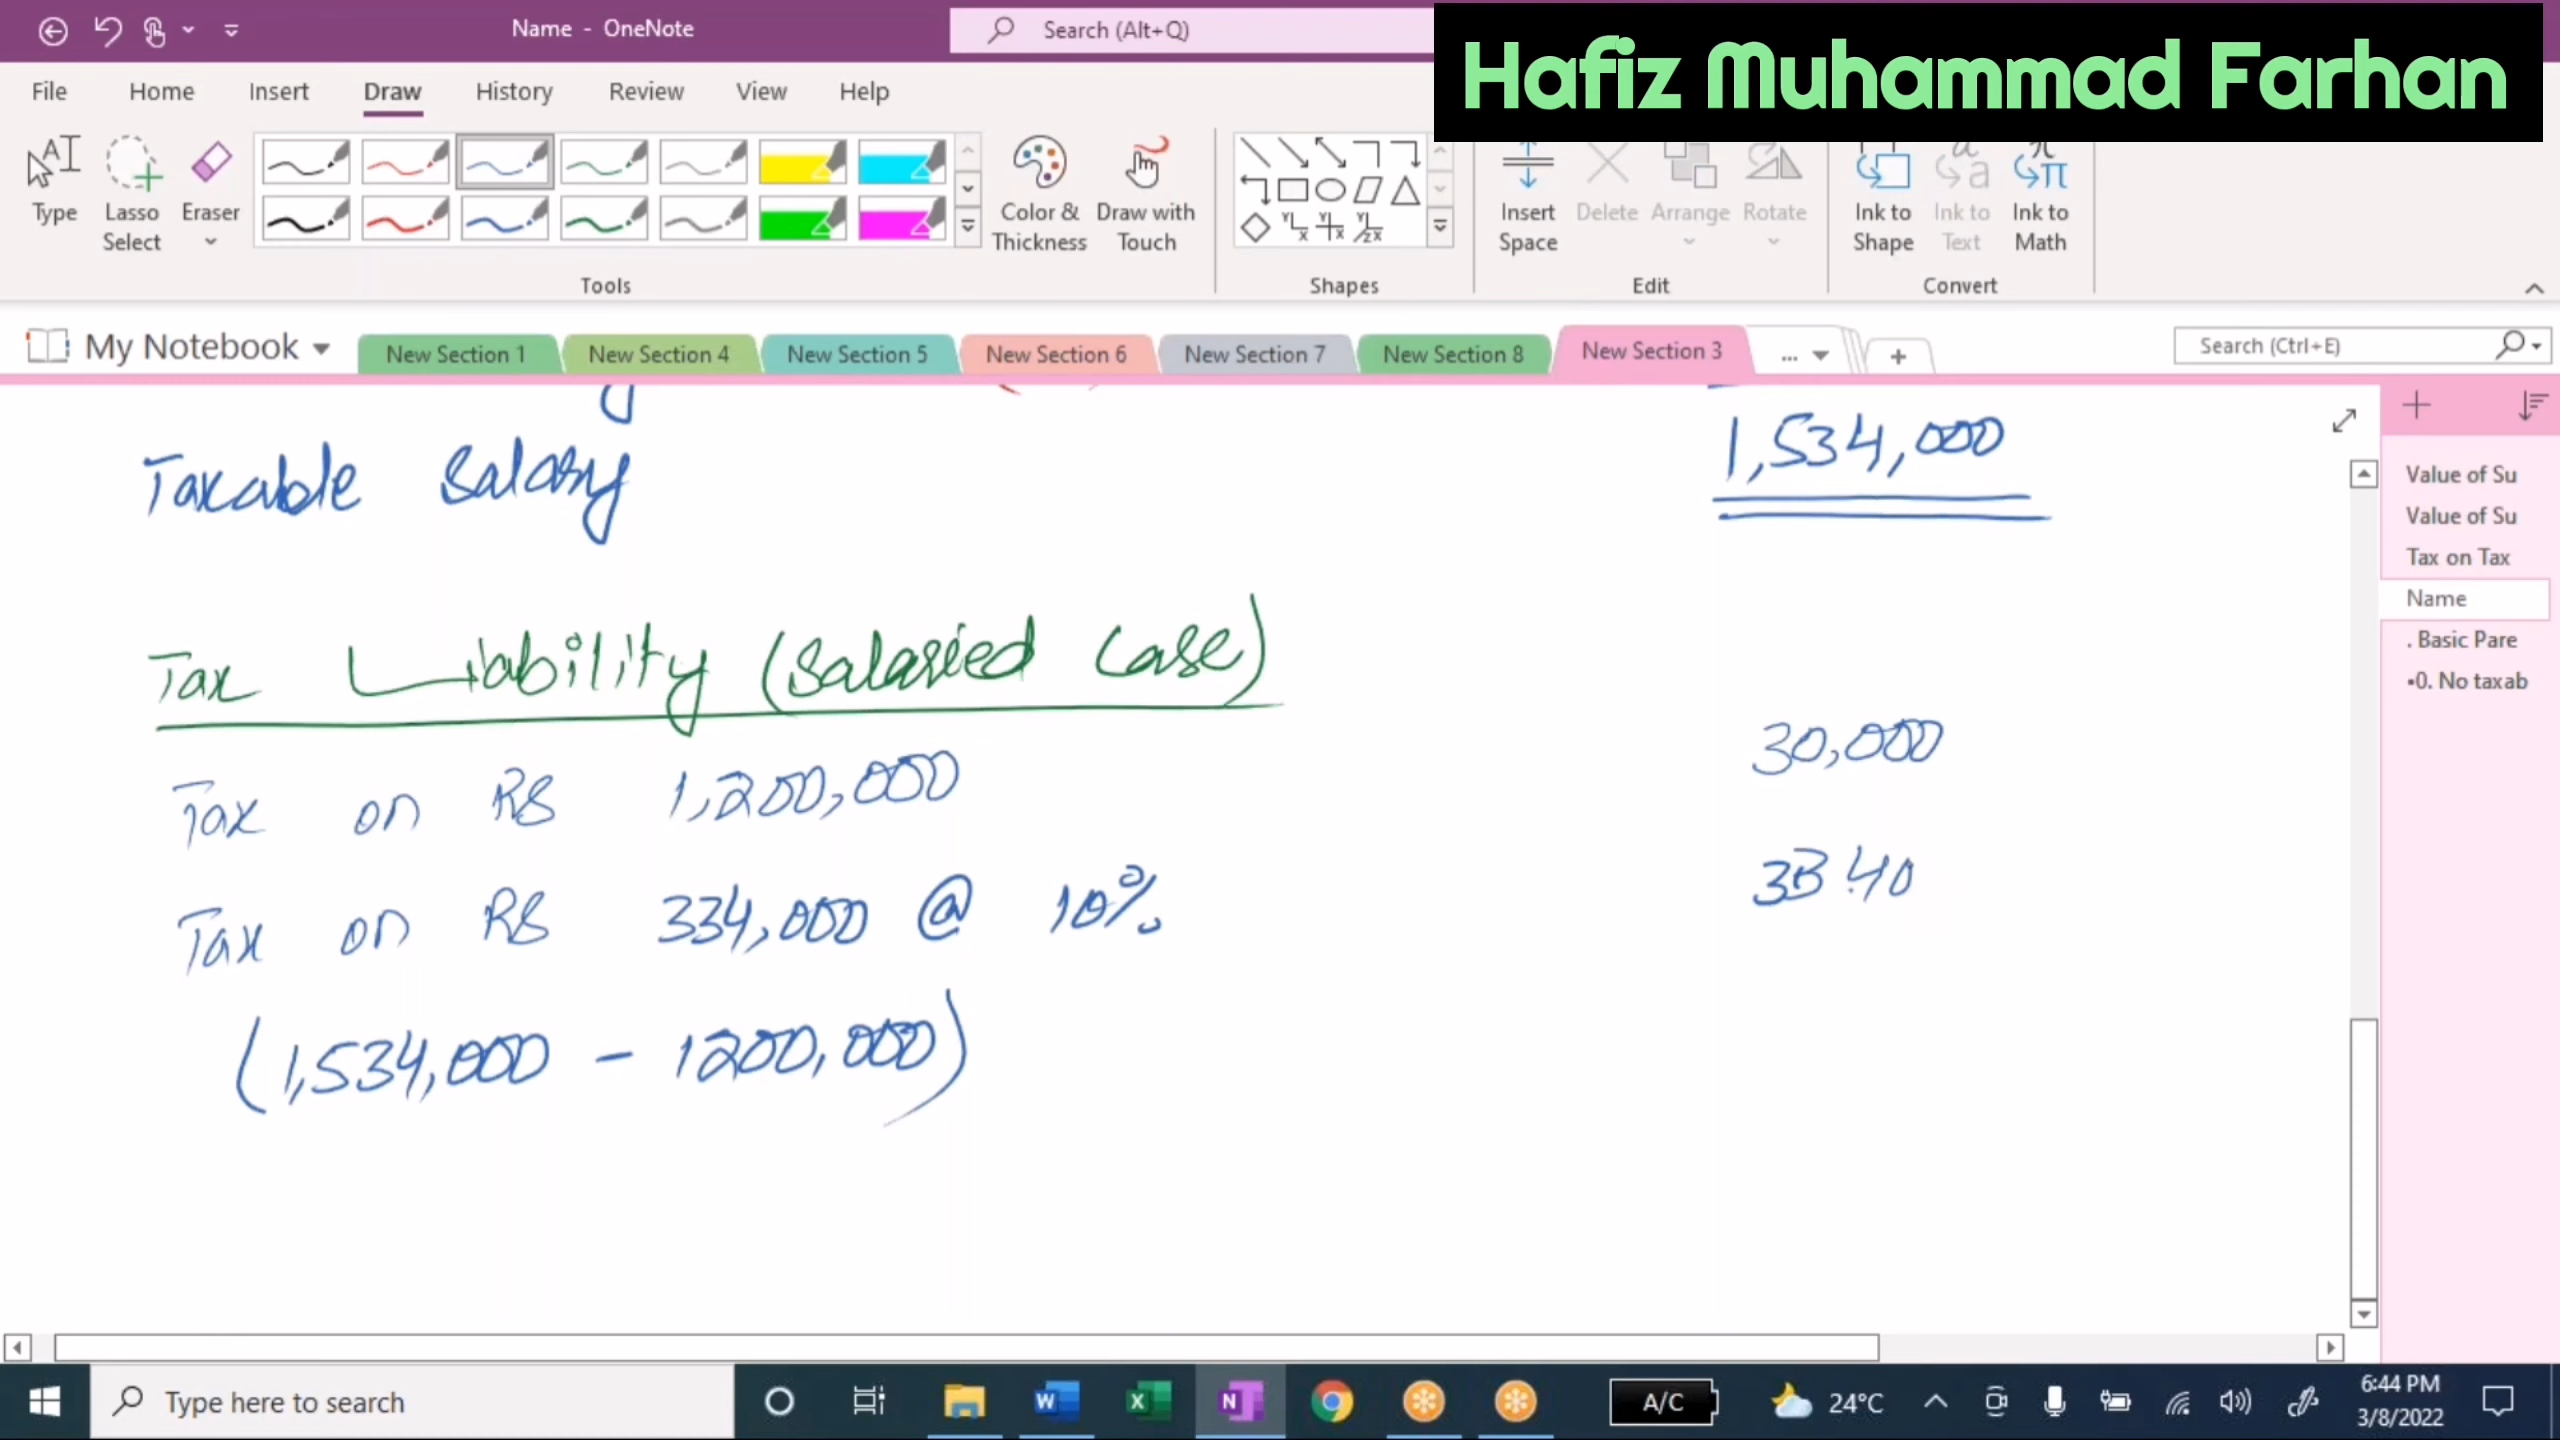 Name - OneNote
Search (Alt+Q)
Hafiz Muhammad Farhan
File Home Insert Draw History Review View Help
Type
Lasso Select
Eraser
Color & Thickness
Draw with Touch
Insert Space
Delete
Arrange
Rotate
Ink to Shape
Ink to Text
Ink to Math
Tools
Shapes
Edit
Convert
My Notebook
New Section 1
New Section 4
New Section 5
New Section 6
New Section 7
New Section 8
New Section 3
...
Search (Ctrl+E)
Value of Su
Value of Su
Tax on Tax
Name
. Basic Pare
•0. No taxab
Taxable Salary 1,534,000
Tax Liability (Salaried Case)
Tax on RS 1,200,000 30,000
Tax on RS 334,000 @ 10% 33 40
(1,534,000 - 1200,000)
Type here to search
A/C
24°C
6:44 PM
3/8/2022